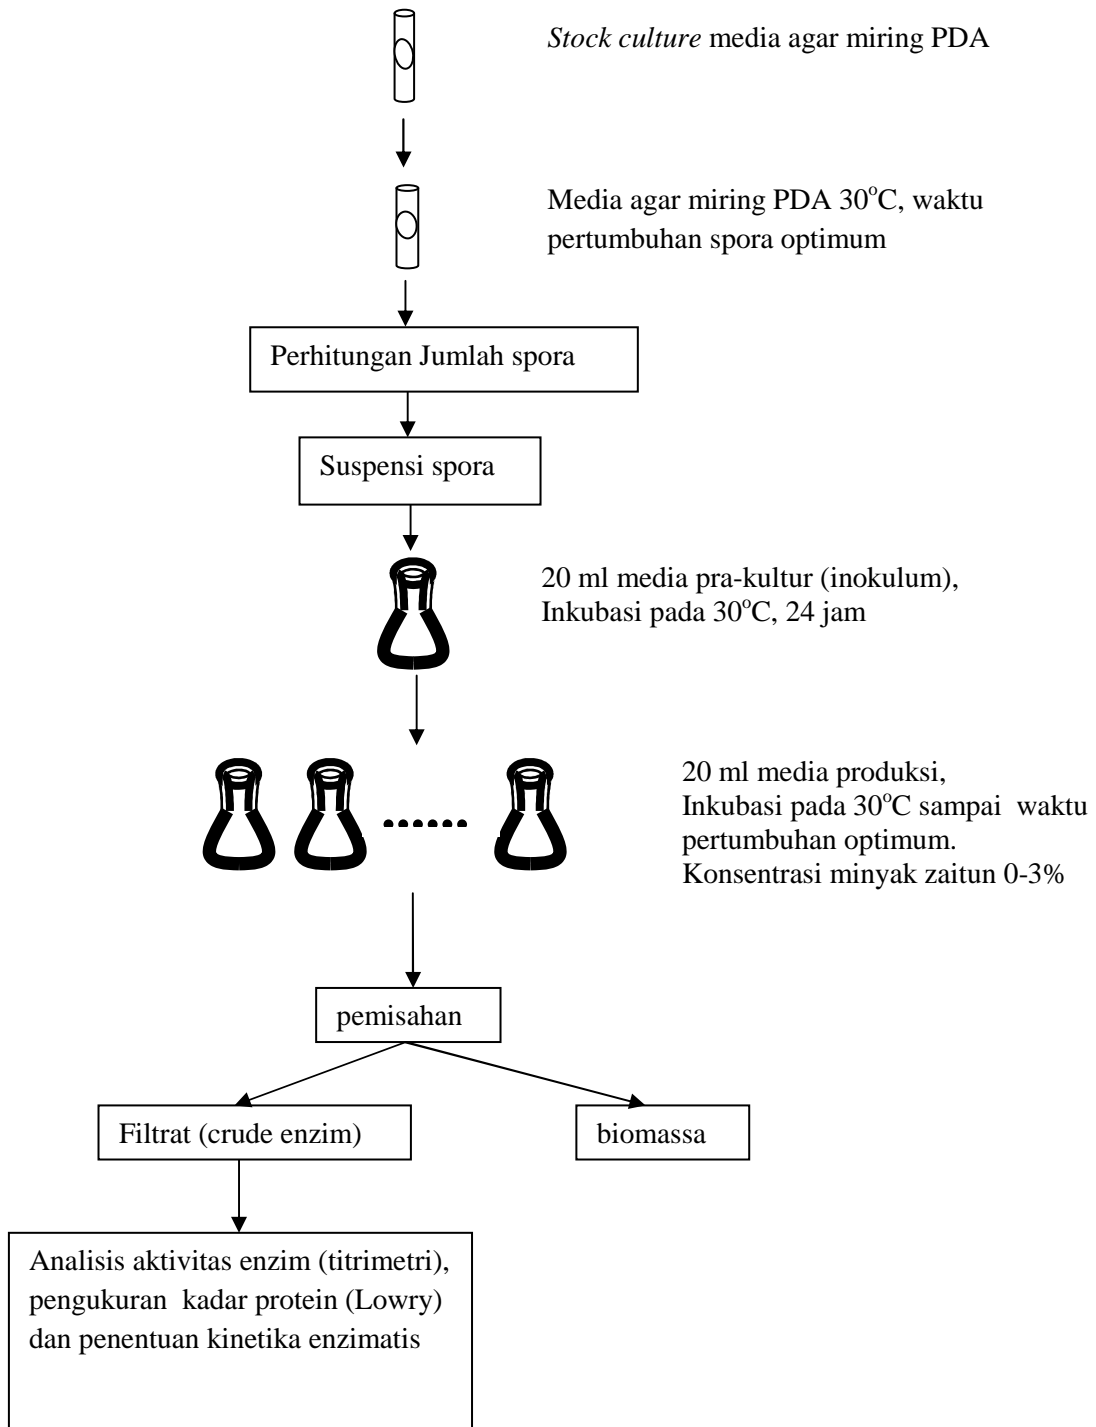 Stock culture media agar miring PDA
Media agar miring PDA 30°C, waktu
pertumbuhan spora optimum
Perhitungan Jumlah spora
Suspensi spora
20 ml media pra-kultur (inokulum),
Inkubasi pada 30°C, 24 jam
20 ml media produksi,
Inkubasi pada 30°C sampai waktu
pertumbuhan optimum.
Konsentrasi minyak zaitun 0-3%
pemisahan
Filtrat (crude enzim)
biomassa
Analisis aktivitas enzim (titrimetri),
pengukuran kadar protein (Lowry)
dan penentuan kinetika enzimatis